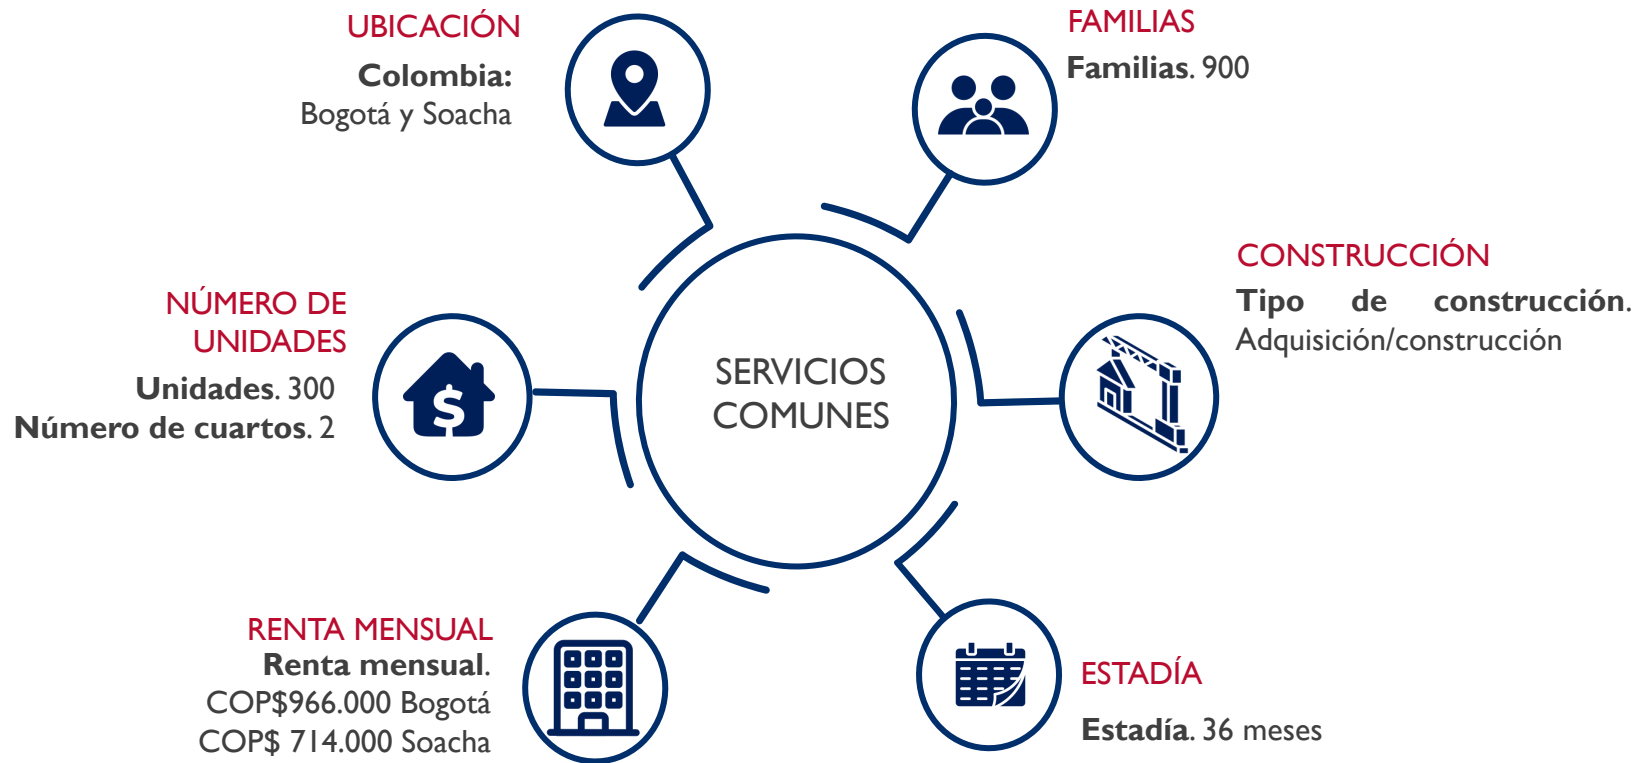 UBICACIÓN
Colombia:
Bogotá y Soacha
FAMILIAS
Familias. 900
NÚMERO DE
UNIDADES
Unidades. 300
Número de cuartos. 2
SERVICIOS
COMUNES
CONSTRUCCIÓN
Tipo de construcción.
Adquisición/construcción
RENTA MENSUAL
Renta mensual.
COP$966.000 Bogotá
COP$ 714.000 Soacha
ESTADÍA
Estadía. 36 meses